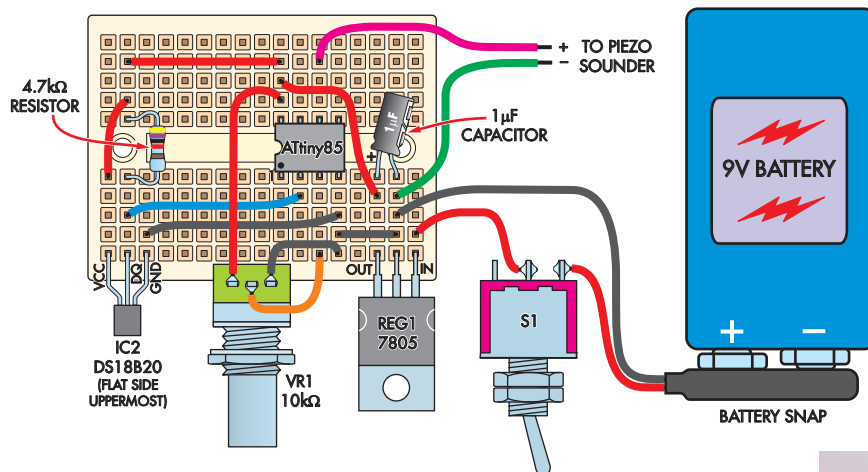 + TO PIEZO
− SOUNDER
4.7kΩ
RESISTOR
1µF
1µF
CAPACITOR
+
ATtiny85
1
9V BATTERY
VCC
DQ
GND
OUT
IN
IC2
DS18B20
(FLAT SIDE
UPPERMOST)
VR1
10kΩ
REG1
7805
S1
+ −
BATTERY SNAP